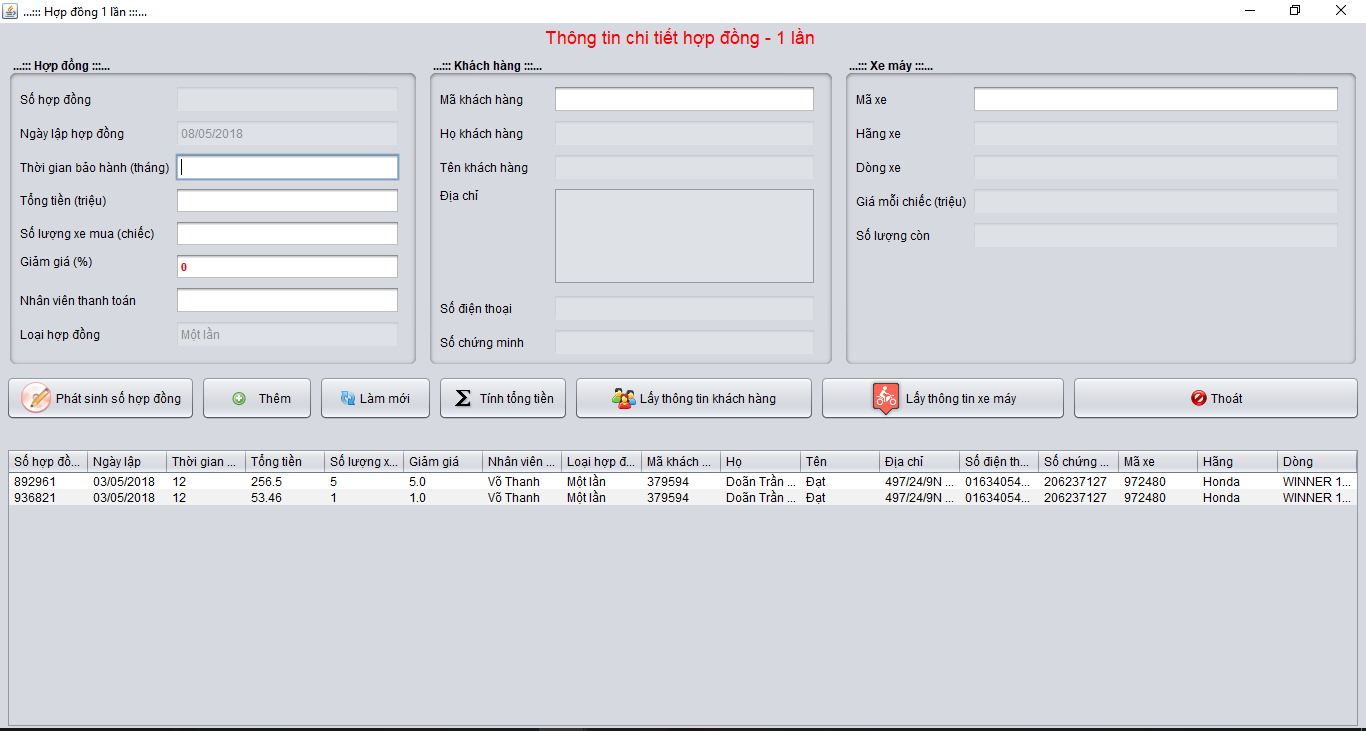 ...::: Hợp đồng 1 lần :::...
Thông tin chi tiết hợp đồng - 1 lần
...::: Hợp đồng :::...
Số hợp đồng
Ngày lập hợp đồng 08/05/2018
Thời gian bảo hành (tháng)
Tổng tiền (triệu)
Số lượng xe mua (chiếc)
Giảm giá (%) 0
Nhân viên thanh toán
Loại hợp đồng Một lần
...::: Khách hàng :::...
Mã khách hàng
Họ khách hàng
Tên khách hàng
Địa chỉ
Số điện thoại
Số chứng minh
...::: Xe máy :::...
Mã xe
Hãng xe
Dòng xe
Giá mỗi chiếc (triệu)
Số lượng còn
Phát sinh số hợp đồng Thêm Làm mới Σ Tính tổng tiền Lấy thông tin khách hàng Lấy thông tin xe máy Thoát
Số hợp đồ... Ngày lập Thời gian ... Tổng tiền Số lượng x... Giảm giá Nhân viên ... Loại hợp đ... Mã khách ... Họ Tên Địa chỉ Số điện th... Số chứng ... Mã xe Hãng Dòng
892961 03/05/2018 12 256.5 5 5.0 Võ Thanh Một lần 379594 Doãn Trần ... Đạt 497/24/9N ... 01634054... 206237127 972480 Honda WINNER 1...
936821 03/05/2018 12 53.46 1 1.0 Võ Thanh Một lần 379594 Doãn Trần ... Đạt 497/24/9N ... 01634054... 206237127 972480 Honda WINNER 1...